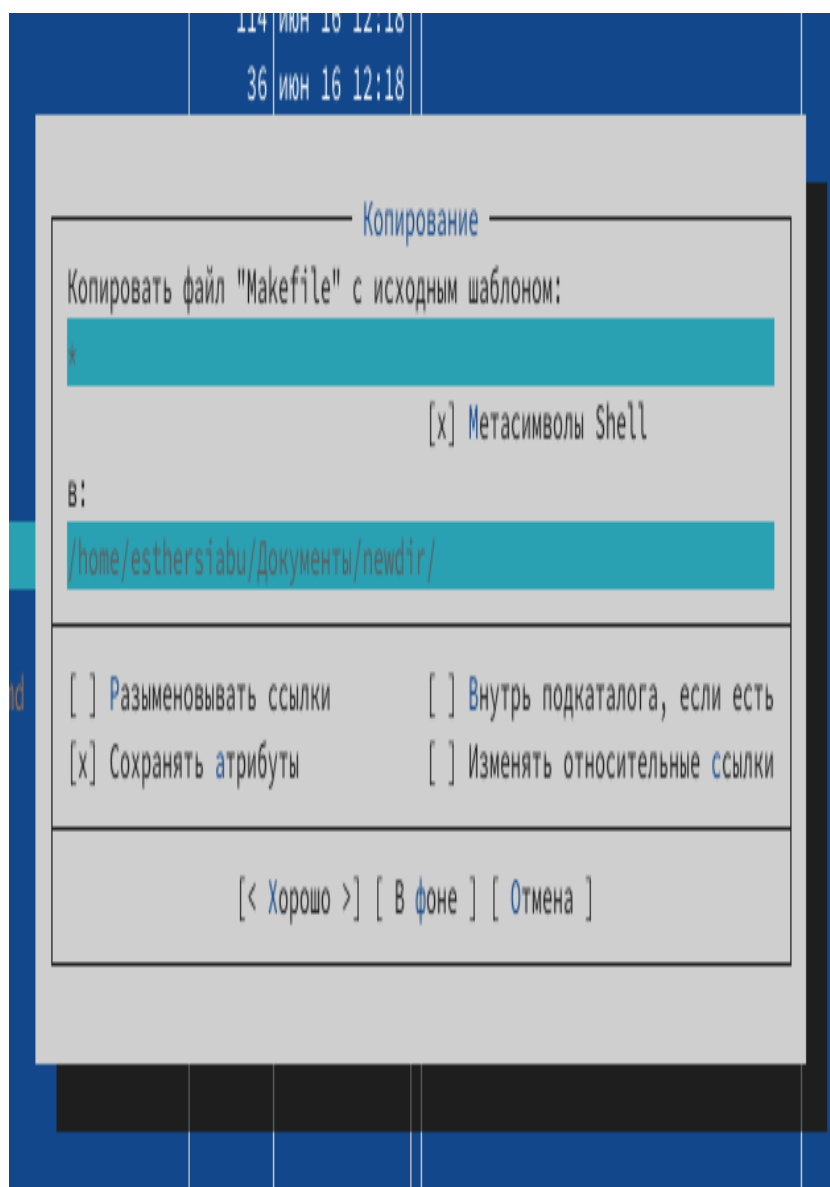 114 июн 16 12:18
36 июн 16 12:18
Копирование
Копировать файл "Makefile" с исходным шаблоном:
*
[x] Метасимволы Shell
в:
/home/esthersiabu/Документы/newdir/
[ ] Разыменовывать ссылки [ ] Внутрь подкаталога, если есть
nd
[x] Сохранять атрибуты [ ] Изменять относительные ссылки
[< Хорошо >] [ В фоне ] [ Отмена ]